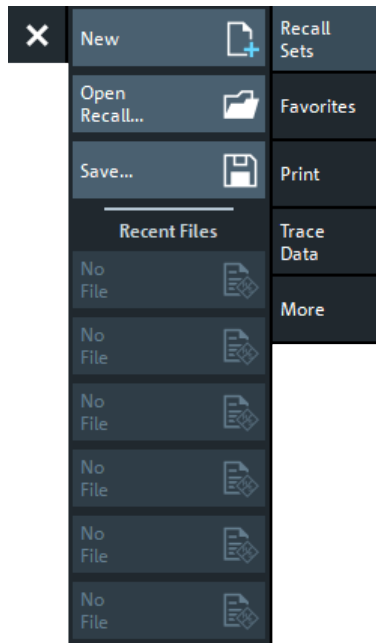 New
Open
Recall...
Save...
Recent Files
No
File
No
File
No
File
No
File
No
File
No
File
Recall
Sets
Favorites
Print
Trace
Data
More